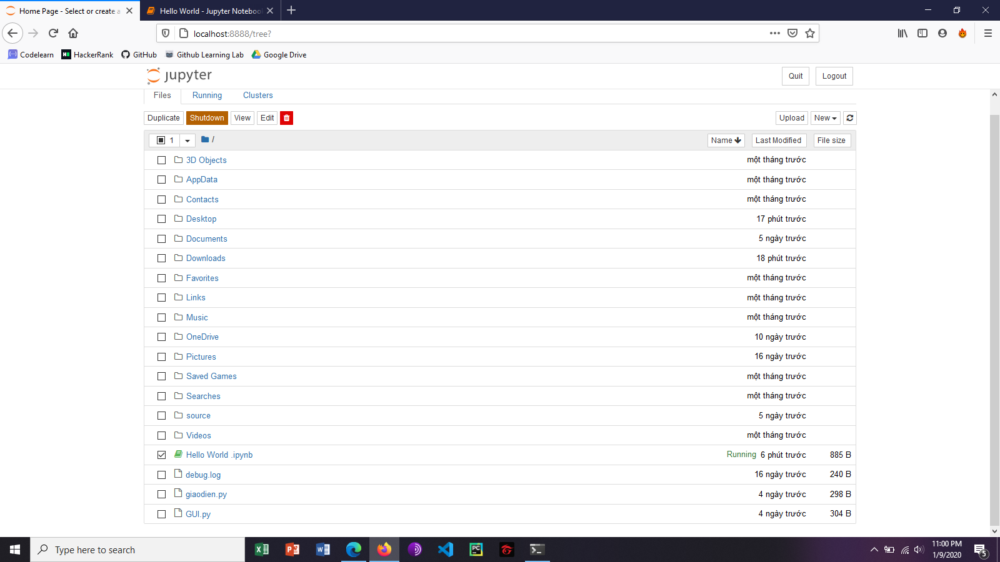 Home Page - Select or create a
Hello World - Jupyter Notebook
localhost:8888/tree?
Codelearn HackerRank GitHub Github Learning Lab Google Drive
jupyter
Quit Logout
Files Running Clusters
Duplicate Shutdown View Edit Upload New
1 / Name Last Modified File size
3D Objects một tháng trước
AppData một tháng trước
Contacts một tháng trước
Desktop 17 phút trước
Documents 5 ngày trước
Downloads 18 phút trước
Favorites một tháng trước
Links một tháng trước
Music một tháng trước
OneDrive 10 ngày trước
Pictures 16 ngày trước
Saved Games một tháng trước
Searches một tháng trước
source 5 ngày trước
Videos một tháng trước
Hello World .ipynb Running 6 phút trước 885 B
debug.log 16 ngày trước 240 B
giaodien.py 4 ngày trước 298 B
GUI.py 4 ngày trước 304 B
Type here to search
11:00 PM
1/9/2020
5